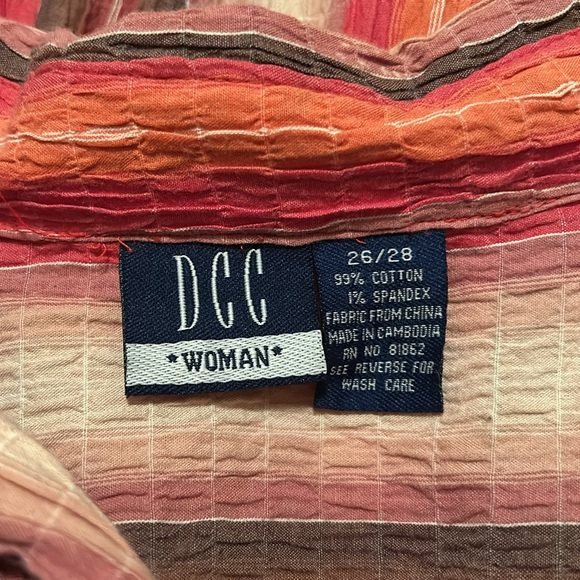 DCC
*WOMAN*
26/28
99% COTTON
1% SPANDEX
FABRIC FROM CHINA
MADE IN CAMBODIA
RN NO 81862
SEE REVERSE FOR
WASH CARE